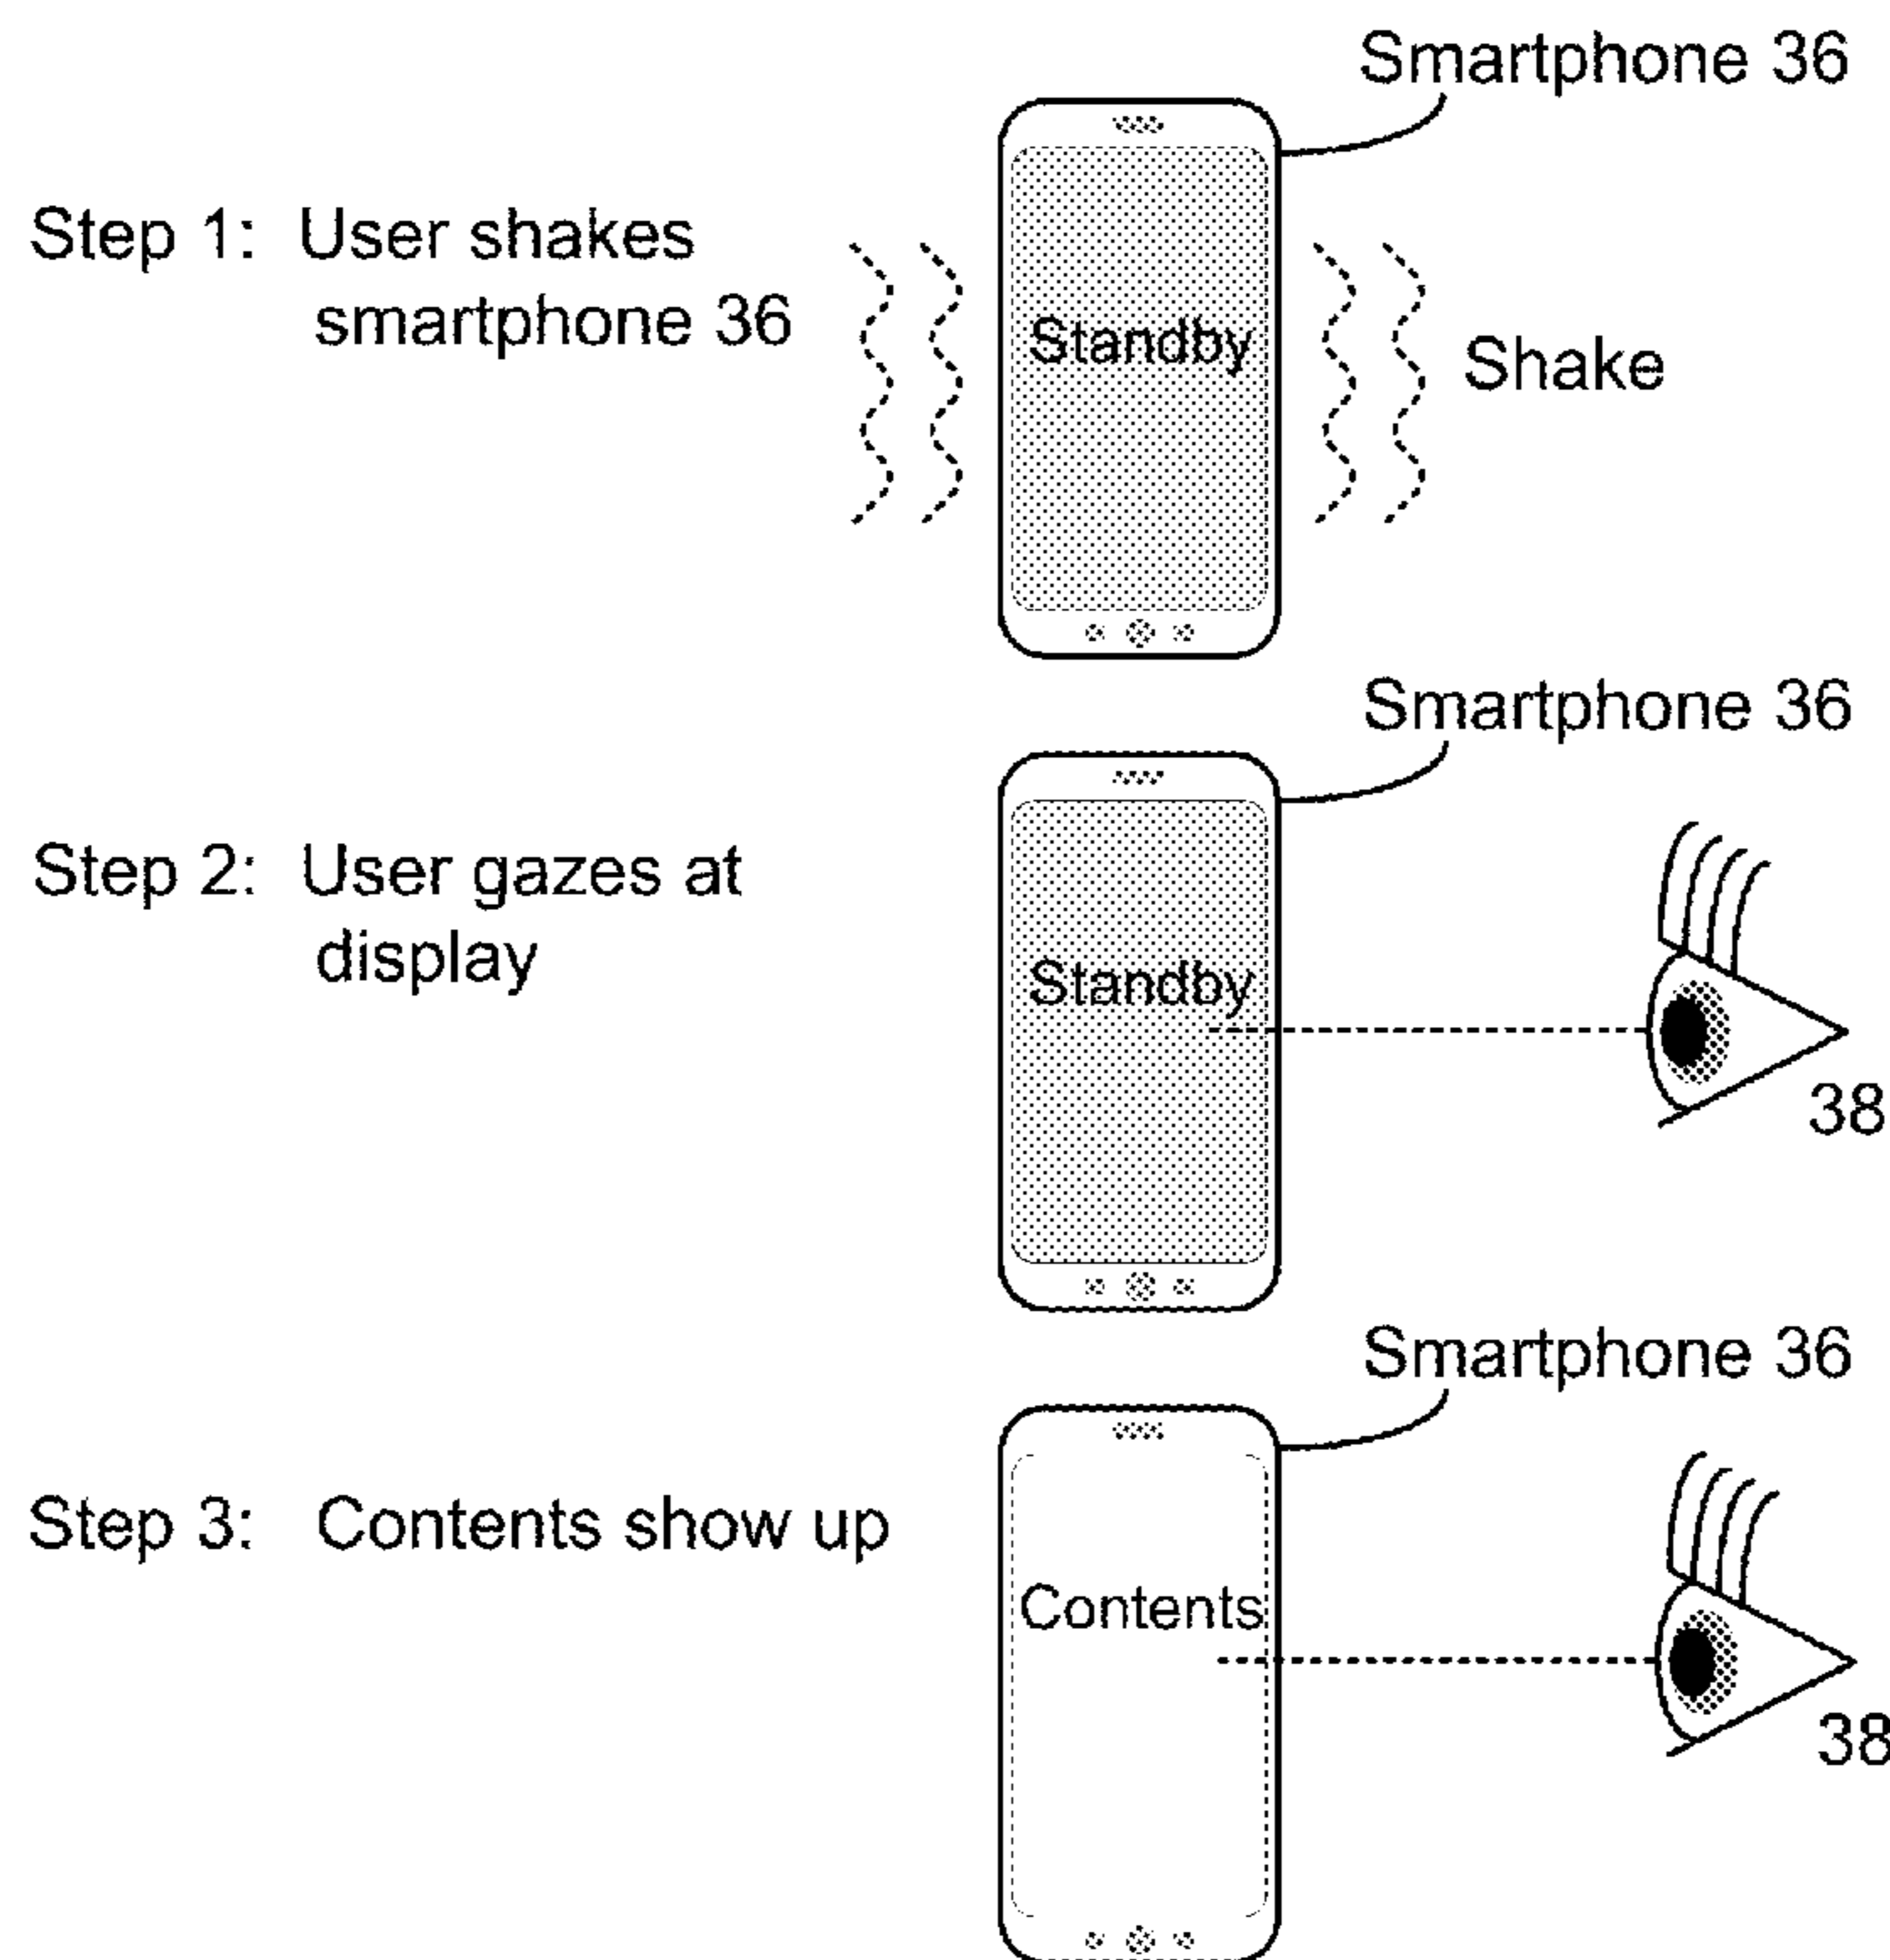 Smartphone 36
Step 1: User shakes
smartphone 36
Standby
Shake
Smartphone 36
Step 2: User gazes at
display
Standby
38
Smartphone 36
Step 3: Contents show up
Contents
38